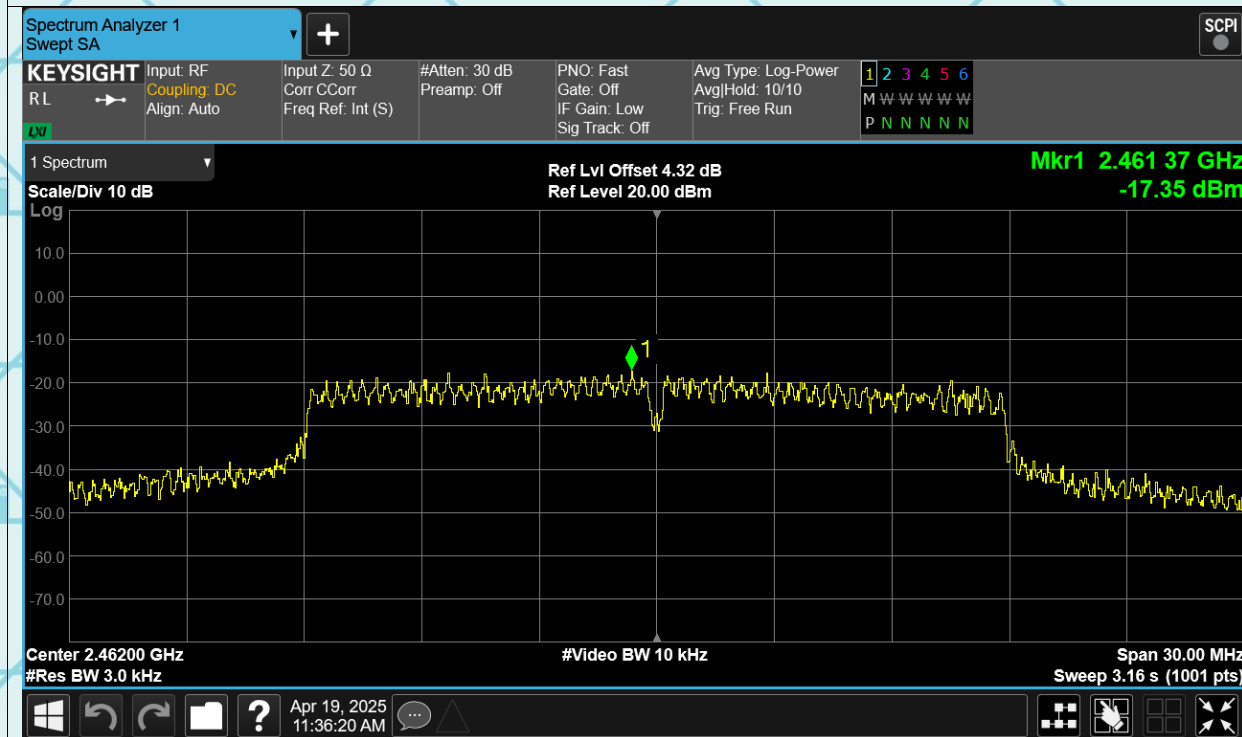 Spectrum Analyzer 1
Swept SA
+
SCPI
KEYSIGHT
RL
LXI
Input: RF
Coupling: DC
Align: Auto
Input Z: 50 Ω
Corr CCorr
Freq Ref: Int (S)
#Atten: 30 dB
Preamp: Off
PNO: Fast
Gate: Off
IF Gain: Low
Sig Track: Off
Avg Type: Log-Power
Avg|Hold: 10/10
Trig: Free Run
1 2 3 4 5 6
M W W W W W
P N N N N N
1 Spectrum
Scale/Div 10 dB
Ref Lvl Offset 4.32 dB
Ref Level 20.00 dBm
Mkr1 2.461 37 GHz
-17.35 dBm
Log
10.0
0.00
-10.0
-20.0
-30.0
-40.0
-50.0
-60.0
-70.0
1
Center 2.46200 GHz
#Res BW 3.0 kHz
#Video BW 10 kHz
Span 30.00 MHz
Sweep 3.16 s (1001 pts)
?
Apr 19, 2025
11:36:20 AM